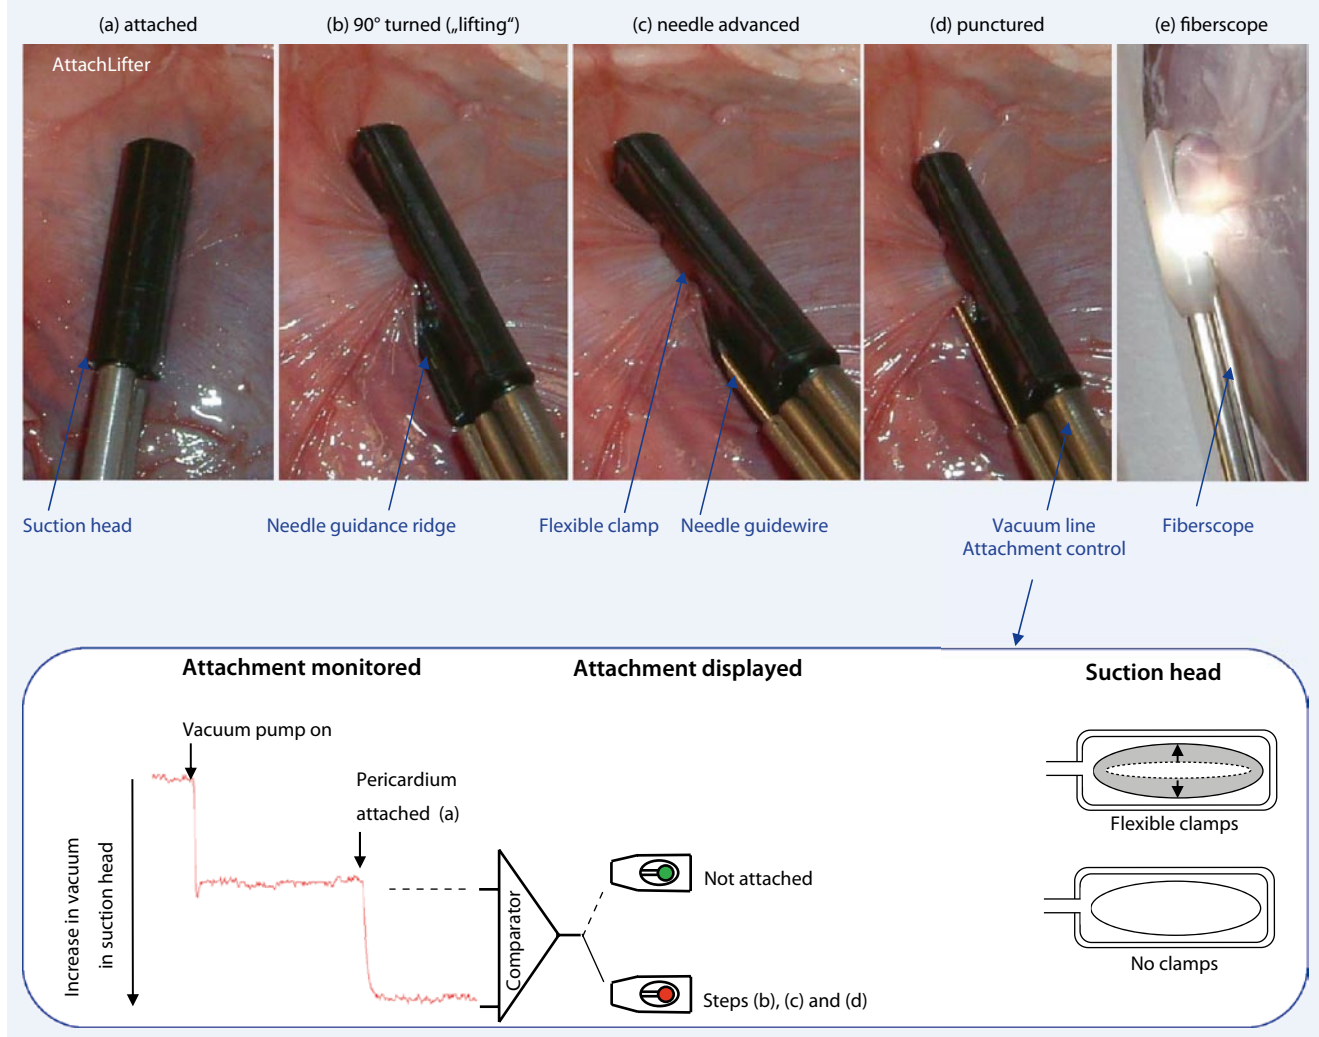 (a) attached
(b) 90° turned („lifting“)
(c) needle advanced
(d) punctured
(e) fiberscope
AttachLifter
Suction head
Needle guidance ridge
Flexible clamp
Needle guidewire
Vacuum line
Attachment control
Fiberscope
Attachment monitored
Attachment displayed
Suction head
Vacuum pump on
Pericardium
attached (a)
Increase in vacuum
in suction head
Comparator
Not attached
Steps (b), (c) and (d)
Flexible clamps
No clamps